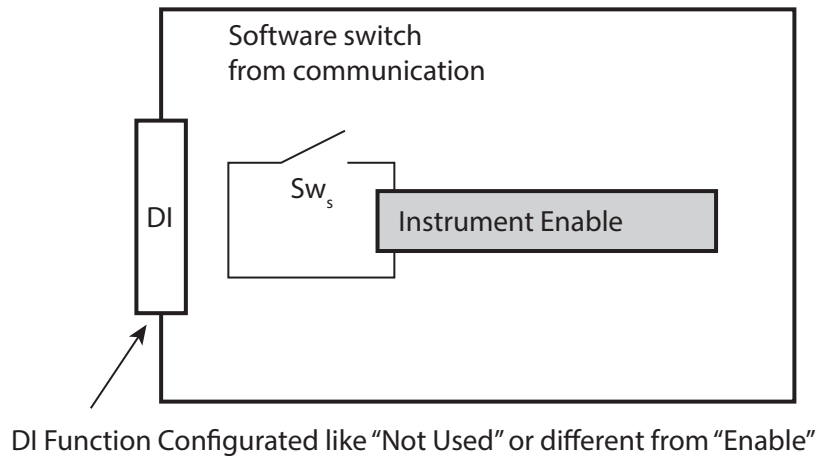 Software switch
from communication
Sws
DI
Instrument Enable
DI Function Configurated like “Not Used” or different from “Enable”